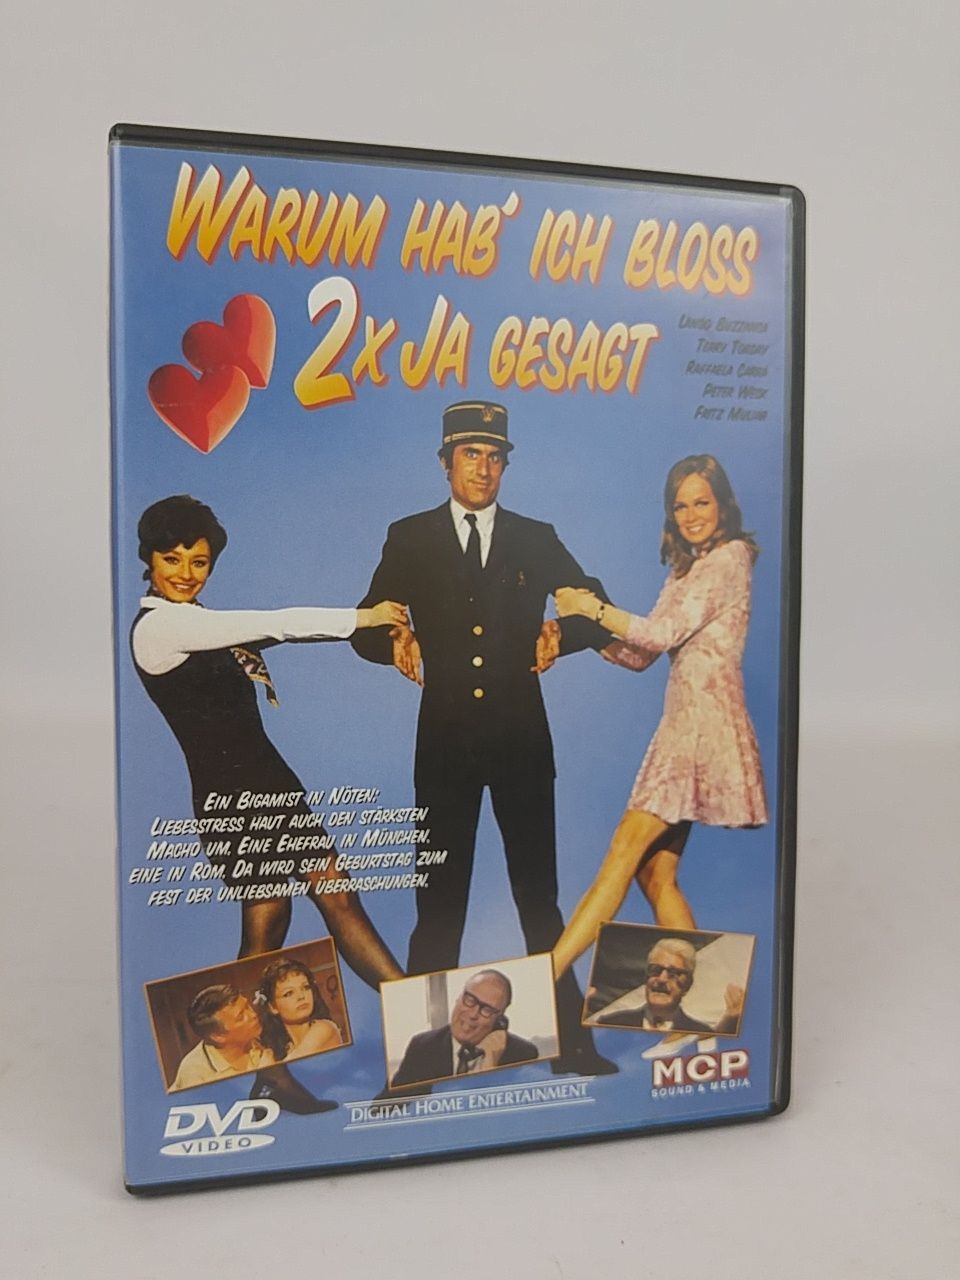 WARUM HAB' ICH BLOSS
2X JA GESAGT
LANDO BUZZANCA
TERRY TORDAY
RAFFAELA CARRÀ
PETER WECK
FRITZ MULIAR
W
EIN BIGAMIST IN NÖTEN:
LIEBESSTRESS HAUT AUCH DEN STÄRKSTEN
MACHO UM. EINE EHEFRAU IN MÜNCHEN,
EINE IN ROM. DA WIRD SEIN GEBURTSTAG ZUM
FEST DER UNLIEBSAMEN ÜBERRASCHUNGEN.
DVD
VIDEO
DIGITAL HOME ENTERTAINMENT
MCP
SOUND & MEDIA